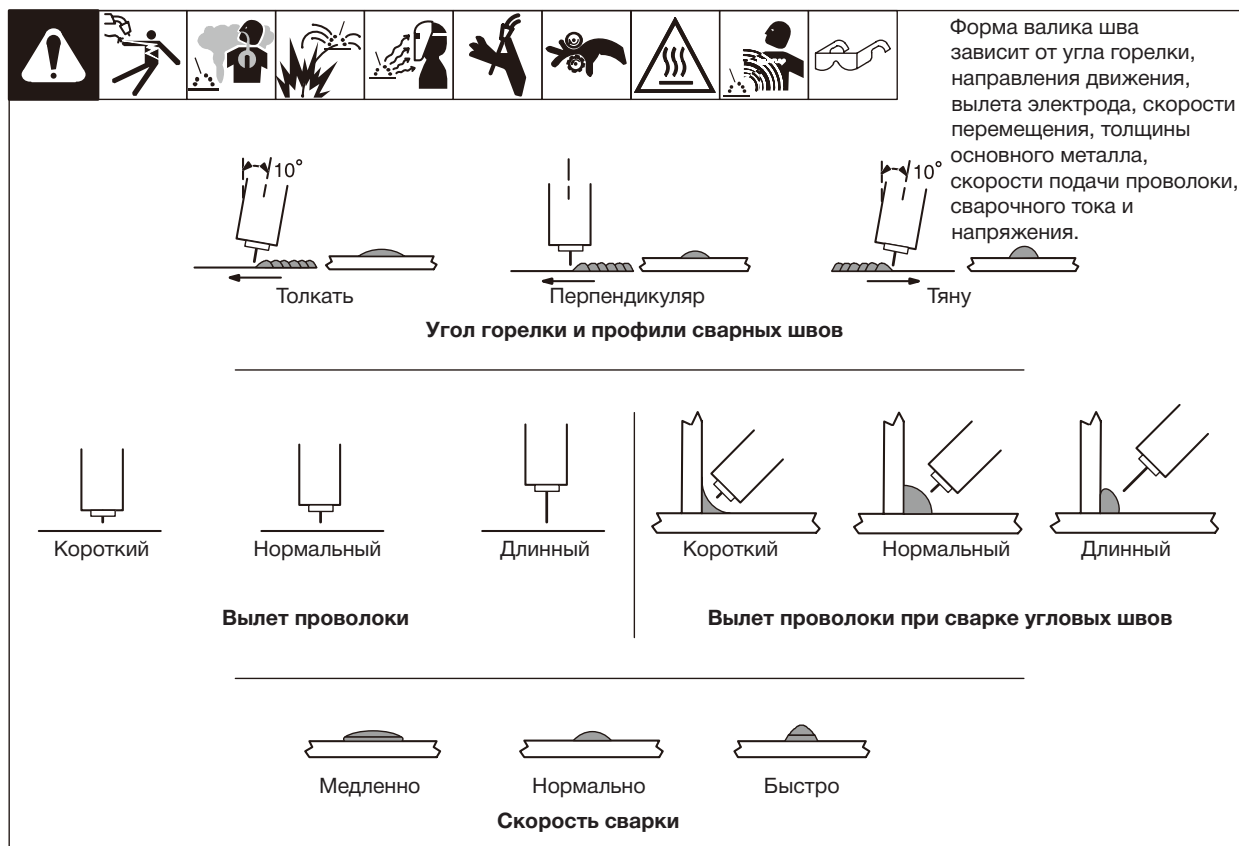 Форма валика шва
зависит от угла горелки,
направления движения,
вылета электрода, скорости
перемещения, толщины
основного металла,
скорости подачи проволоки,
сварочного тока и
напряжения.
10°
10°
Толкать
Перпендикуляр
Тяну
Угол горелки и профили сварных швов
Короткий
Нормальный
Длинный
Короткий
Нормальный
Длинный
Вылет проволоки
Вылет проволоки при сварке угловых швов
Медленно
Нормально
Быстро
Скорость сварки